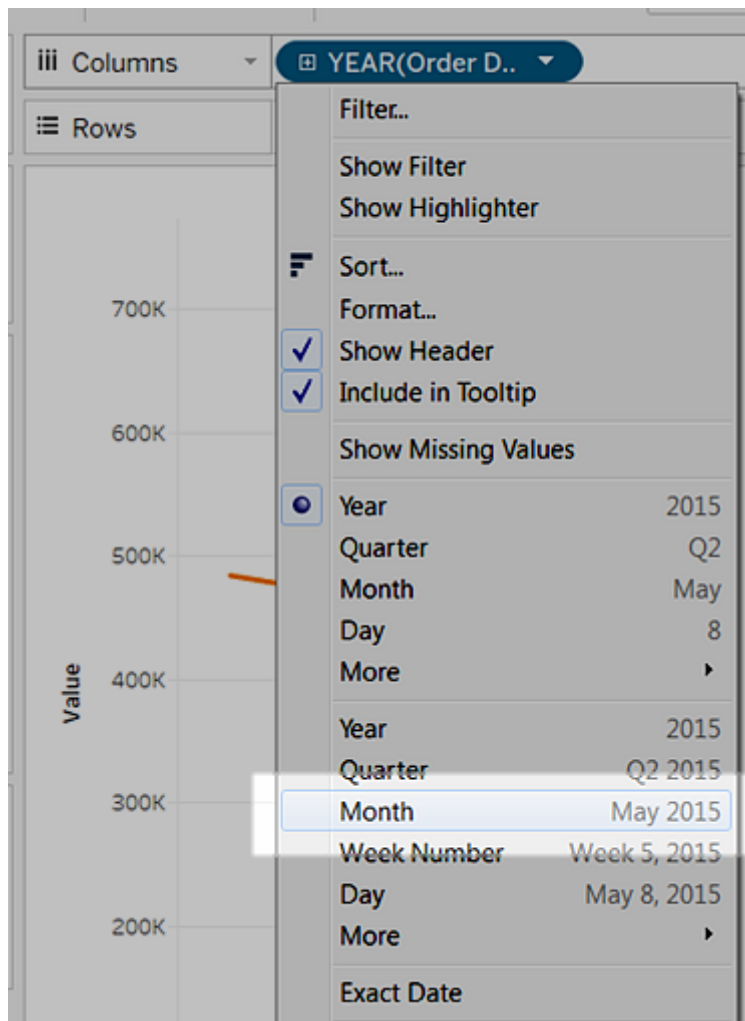 Columns
YEAR(Order D..
Rows
Filter...
Show Filter
Show Highlighter
Sort...
Format...
Show Header
Include in Tooltip
Show Missing Values
Year 2015
Quarter Q2
Month May
Day 8
More
Year 2015
Quarter Q2 2015
Month May 2015
Week Number Week 5, 2015
Day May 8, 2015
More
Exact Date
700K
600K
500K
400K
300K
200K
Value